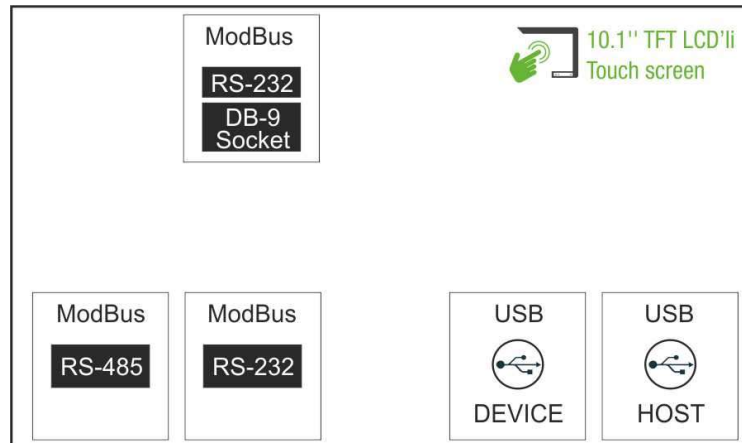 ModBus
RS-232
DB-9
Socket
10.1'' TFT LCD'li
Touch screen
ModBus
RS-485
ModBus
RS-232
USB
DEVICE
USB
HOST